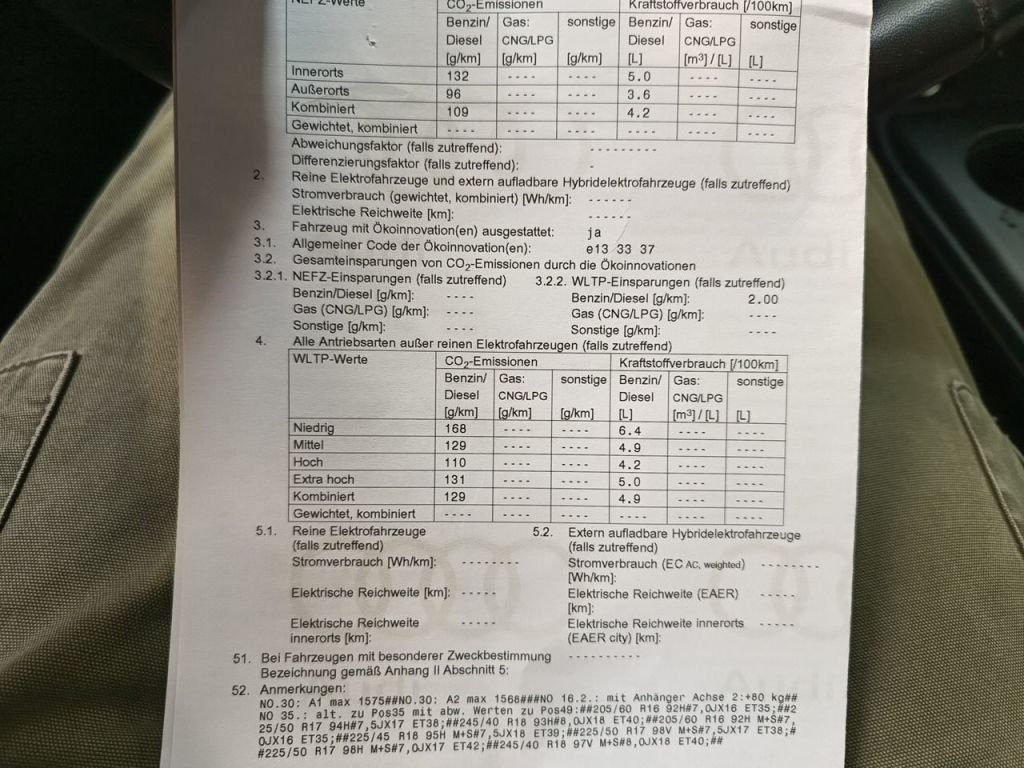 NEFZ-Werte CO2-Emissionen Kraftstoffverbrauch [/100km]
Benzin/ Gas: sonstige Benzin/ Gas: sonstige
Diesel CNG/LPG Diesel CNG/LPG
[g/km] [g/km] [g/km] [L] [m³] / [L] [L]
Innerorts 132 ---- ---- 5.0 ---- ----
Außerorts 96 ---- ---- 3.6 ---- ----
Kombiniert 109 ---- ---- 4.2 ---- ----
Gewichtet, kombiniert ---- ---- ---- ---- ---- ----
Abweichungsfaktor (falls zutreffend): ---------
Differenzierungsfaktor (falls zutreffend): -
2. Reine Elektrofahrzeuge und extern aufladbare Hybridelektrofahrzeuge (falls zutreffend)
Stromverbrauch (gewichtet, kombiniert) [Wh/km]: ------
Elektrische Reichweite [km]: ------
3. Fahrzeug mit Ökoinnovation(en) ausgestattet: ja
3.1. Allgemeiner Code der Ökoinnovation(en): e13 33 37
3.2. Gesamteinsparungen von CO2-Emissionen durch die Ökoinnovationen
3.2.1. NEFZ-Einsparungen (falls zutreffend) 3.2.2. WLTP-Einsparungen (falls zutreffend)
Benzin/Diesel [g/km]: ---- Benzin/Diesel [g/km]: 2.00
Gas (CNG/LPG) [g/km]: ---- Gas (CNG/LPG) [g/km]: ----
Sonstige [g/km]: ---- Sonstige [g/km]: ----
4. Alle Antriebsarten außer reinen Elektrofahrzeugen (falls zutreffend)
WLTP-Werte CO2-Emissionen Kraftstoffverbrauch [/100km]
Benzin/ Gas: sonstige Benzin/ Gas: sonstige
Diesel CNG/LPG Diesel CNG/LPG
[g/km] [g/km] [g/km] [L] [m³] / [L] [L]
Niedrig 168 ---- ---- 6.4 ---- ----
Mittel 129 ---- ---- 4.9 ---- ----
Hoch 110 ---- ---- 4.2 ---- ----
Extra hoch 131 ---- ---- 5.0 ---- ----
Kombiniert 129 ---- ---- 4.9 ---- ----
Gewichtet, kombiniert ---- ---- ---- ---- ---- ----
5.1. Reine Elektrofahrzeuge 5.2. Extern aufladbare Hybridelektrofahrzeuge
(falls zutreffend) (falls zutreffend)
Stromverbrauch [Wh/km]: -------- Stromverbrauch (EC AC, weighted) --------
[Wh/km]:
Elektrische Reichweite [km]: ----- Elektrische Reichweite (EAER) -----
[km]:
Elektrische Reichweite ----- Elektrische Reichweite innerorts -----
innerorts [km]: (EAER city) [km]:
51. Bei Fahrzeugen mit besonderer Zweckbestimmung ----------
Bezeichnung gemäß Anhang II Abschnitt 5:
52. Anmerkungen:
NO.30: A1 max 1575##NO.30: A2 max 1568###NO 16.2.: mit Anhänger Achse 2:+80 kg##
NO 35.: alt. zu Pos35 mit abw. Werten zu Pos49:##205/60 R16 92H#7,0JX16 ET35;##2
25/50 R17 94H#7,5JX17 ET38;##245/40 R18 93H#8,0JX18 ET40;##205/60 R16 92H M+S#7,
0JX16 ET35;##225/45 R18 95H M+S#7,5JX18 ET39;##225/50 R17 98V M+S#7,5JX17 ET38;#
#225/50 R17 98H M+S#7,0JX17 ET42;##245/40 R18 97V M+S#8,0JX18 ET40;##